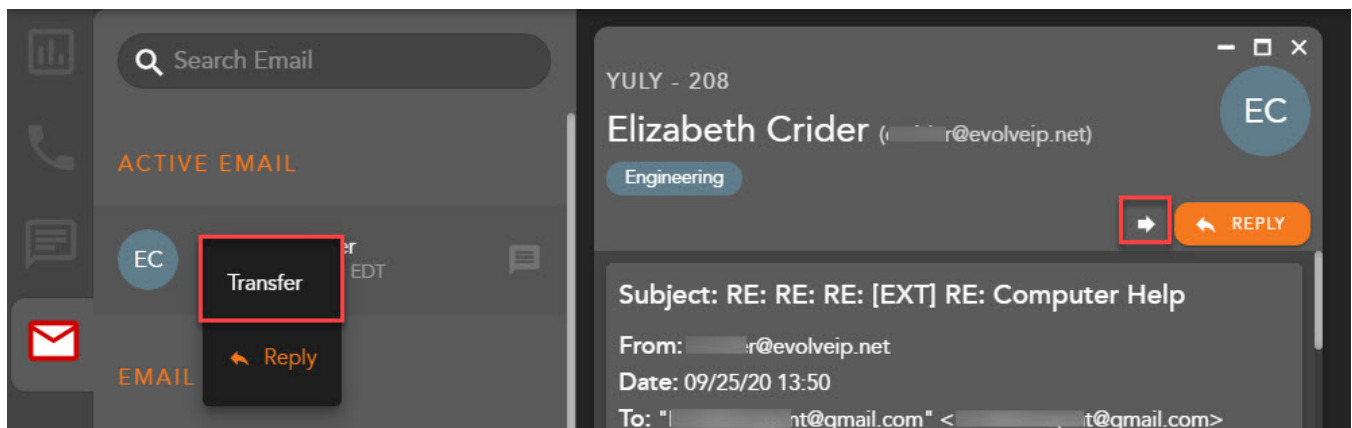 Search Email
ACTIVE EMAIL
EC
er
EDT
Transfer
Reply
EMAIL
YULY - 208
Elizabeth Crider ( r@evolveip.net)
EC
Engineering
REPLY
Subject: RE: RE: RE: [EXT] RE: Computer Help
From: r@evolveip.net
Date: 09/25/20 13:50
To: " nt@gmail.com" < t@gmail.com>